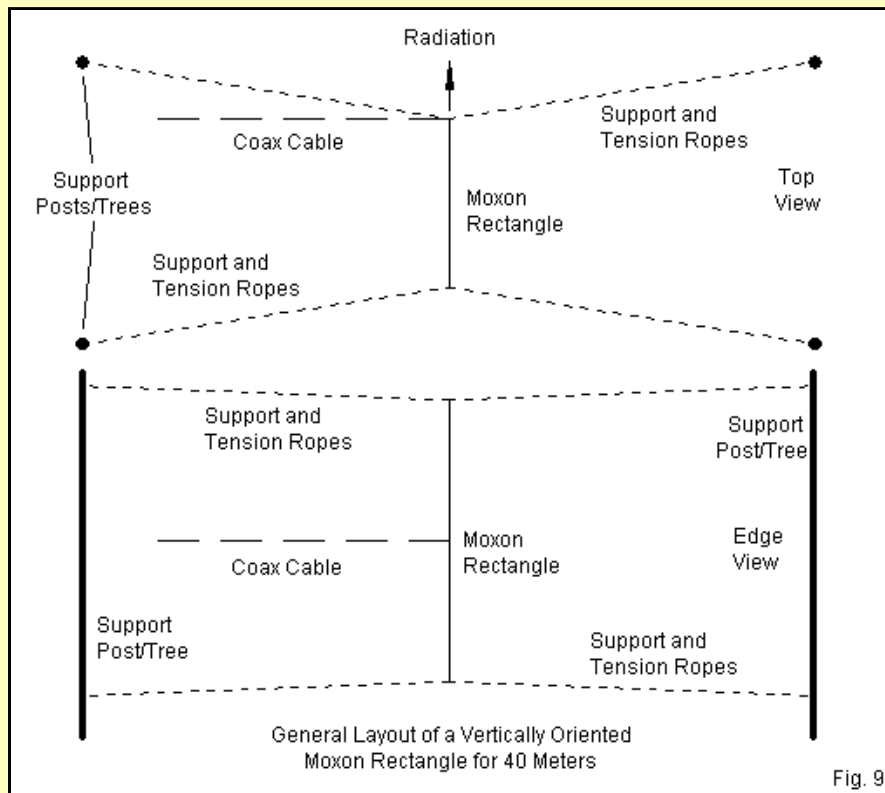 Radiation
Support and
Tension Ropes
Coax Cable
Support
Posts/Trees
Moxon
Rectangle
Top
View
Support and
Tension Ropes
Support and
Tension Ropes
Support
Post/Tree
Coax Cable
Moxon
Rectangle
Edge
View
Support
Post/Tree
Support and
Tension Ropes
General Layout of a Vertically Oriented
Moxon Rectangle for 40 Meters
Fig. 9